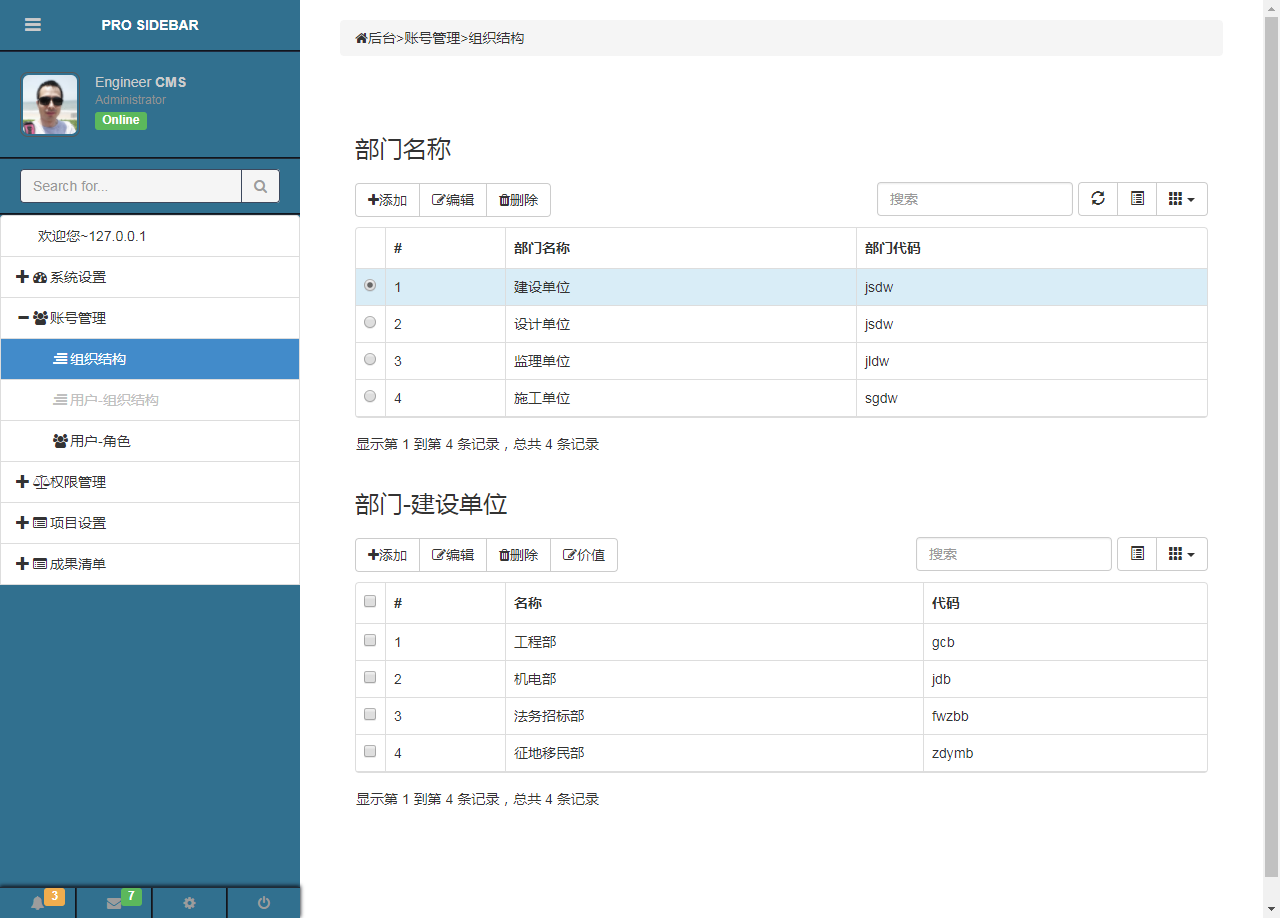 PRO SIDEBAR
Engineer CMS
Administrator
Online
Search for...
欢迎您~127.0.0.1
系统设置
账号管理
组织结构
用户-组织结构
用户-角色
权限管理
项目设置
成果清单
3 7
后台>账号管理>组织结构
部门名称
添加 编辑 删除 搜索
# 部门名称 部门代码
1 建设单位 jsdw
2 设计单位 jsdw
3 监理单位 jldw
4 施工单位 sgdw
显示第 1 到第 4 条记录，总共 4 条记录
部门-建设单位
添加 编辑 删除 价值 搜索
# 名称 代码
1 工程部 gcb
2 机电部 jdb
3 法务招标部 fwzbb
4 征地移民部 zdymb
显示第 1 到第 4 条记录，总共 4 条记录